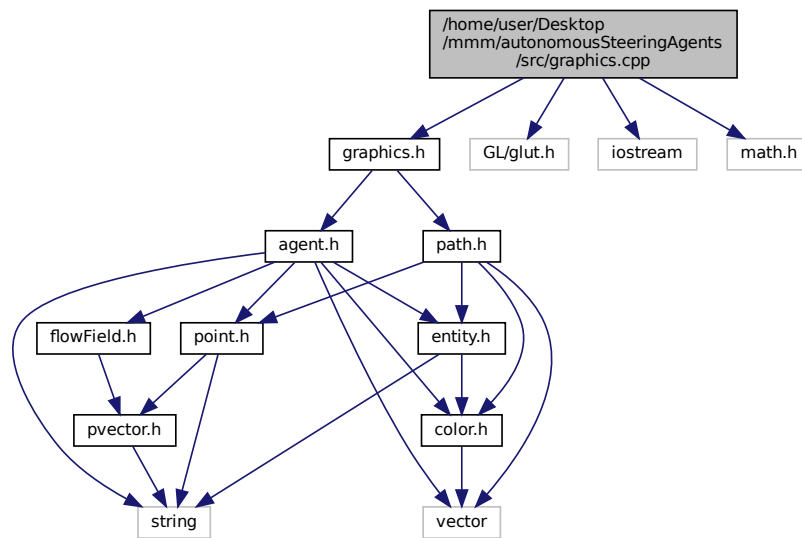 /home/user/Desktop
/mmm/autonomousSteeringAgents
/src/graphics.cpp
graphics.h
GL/glut.h
iostream
math.h
agent.h
path.h
flowField.h
point.h
entity.h
pvector.h
color.h
string
vector